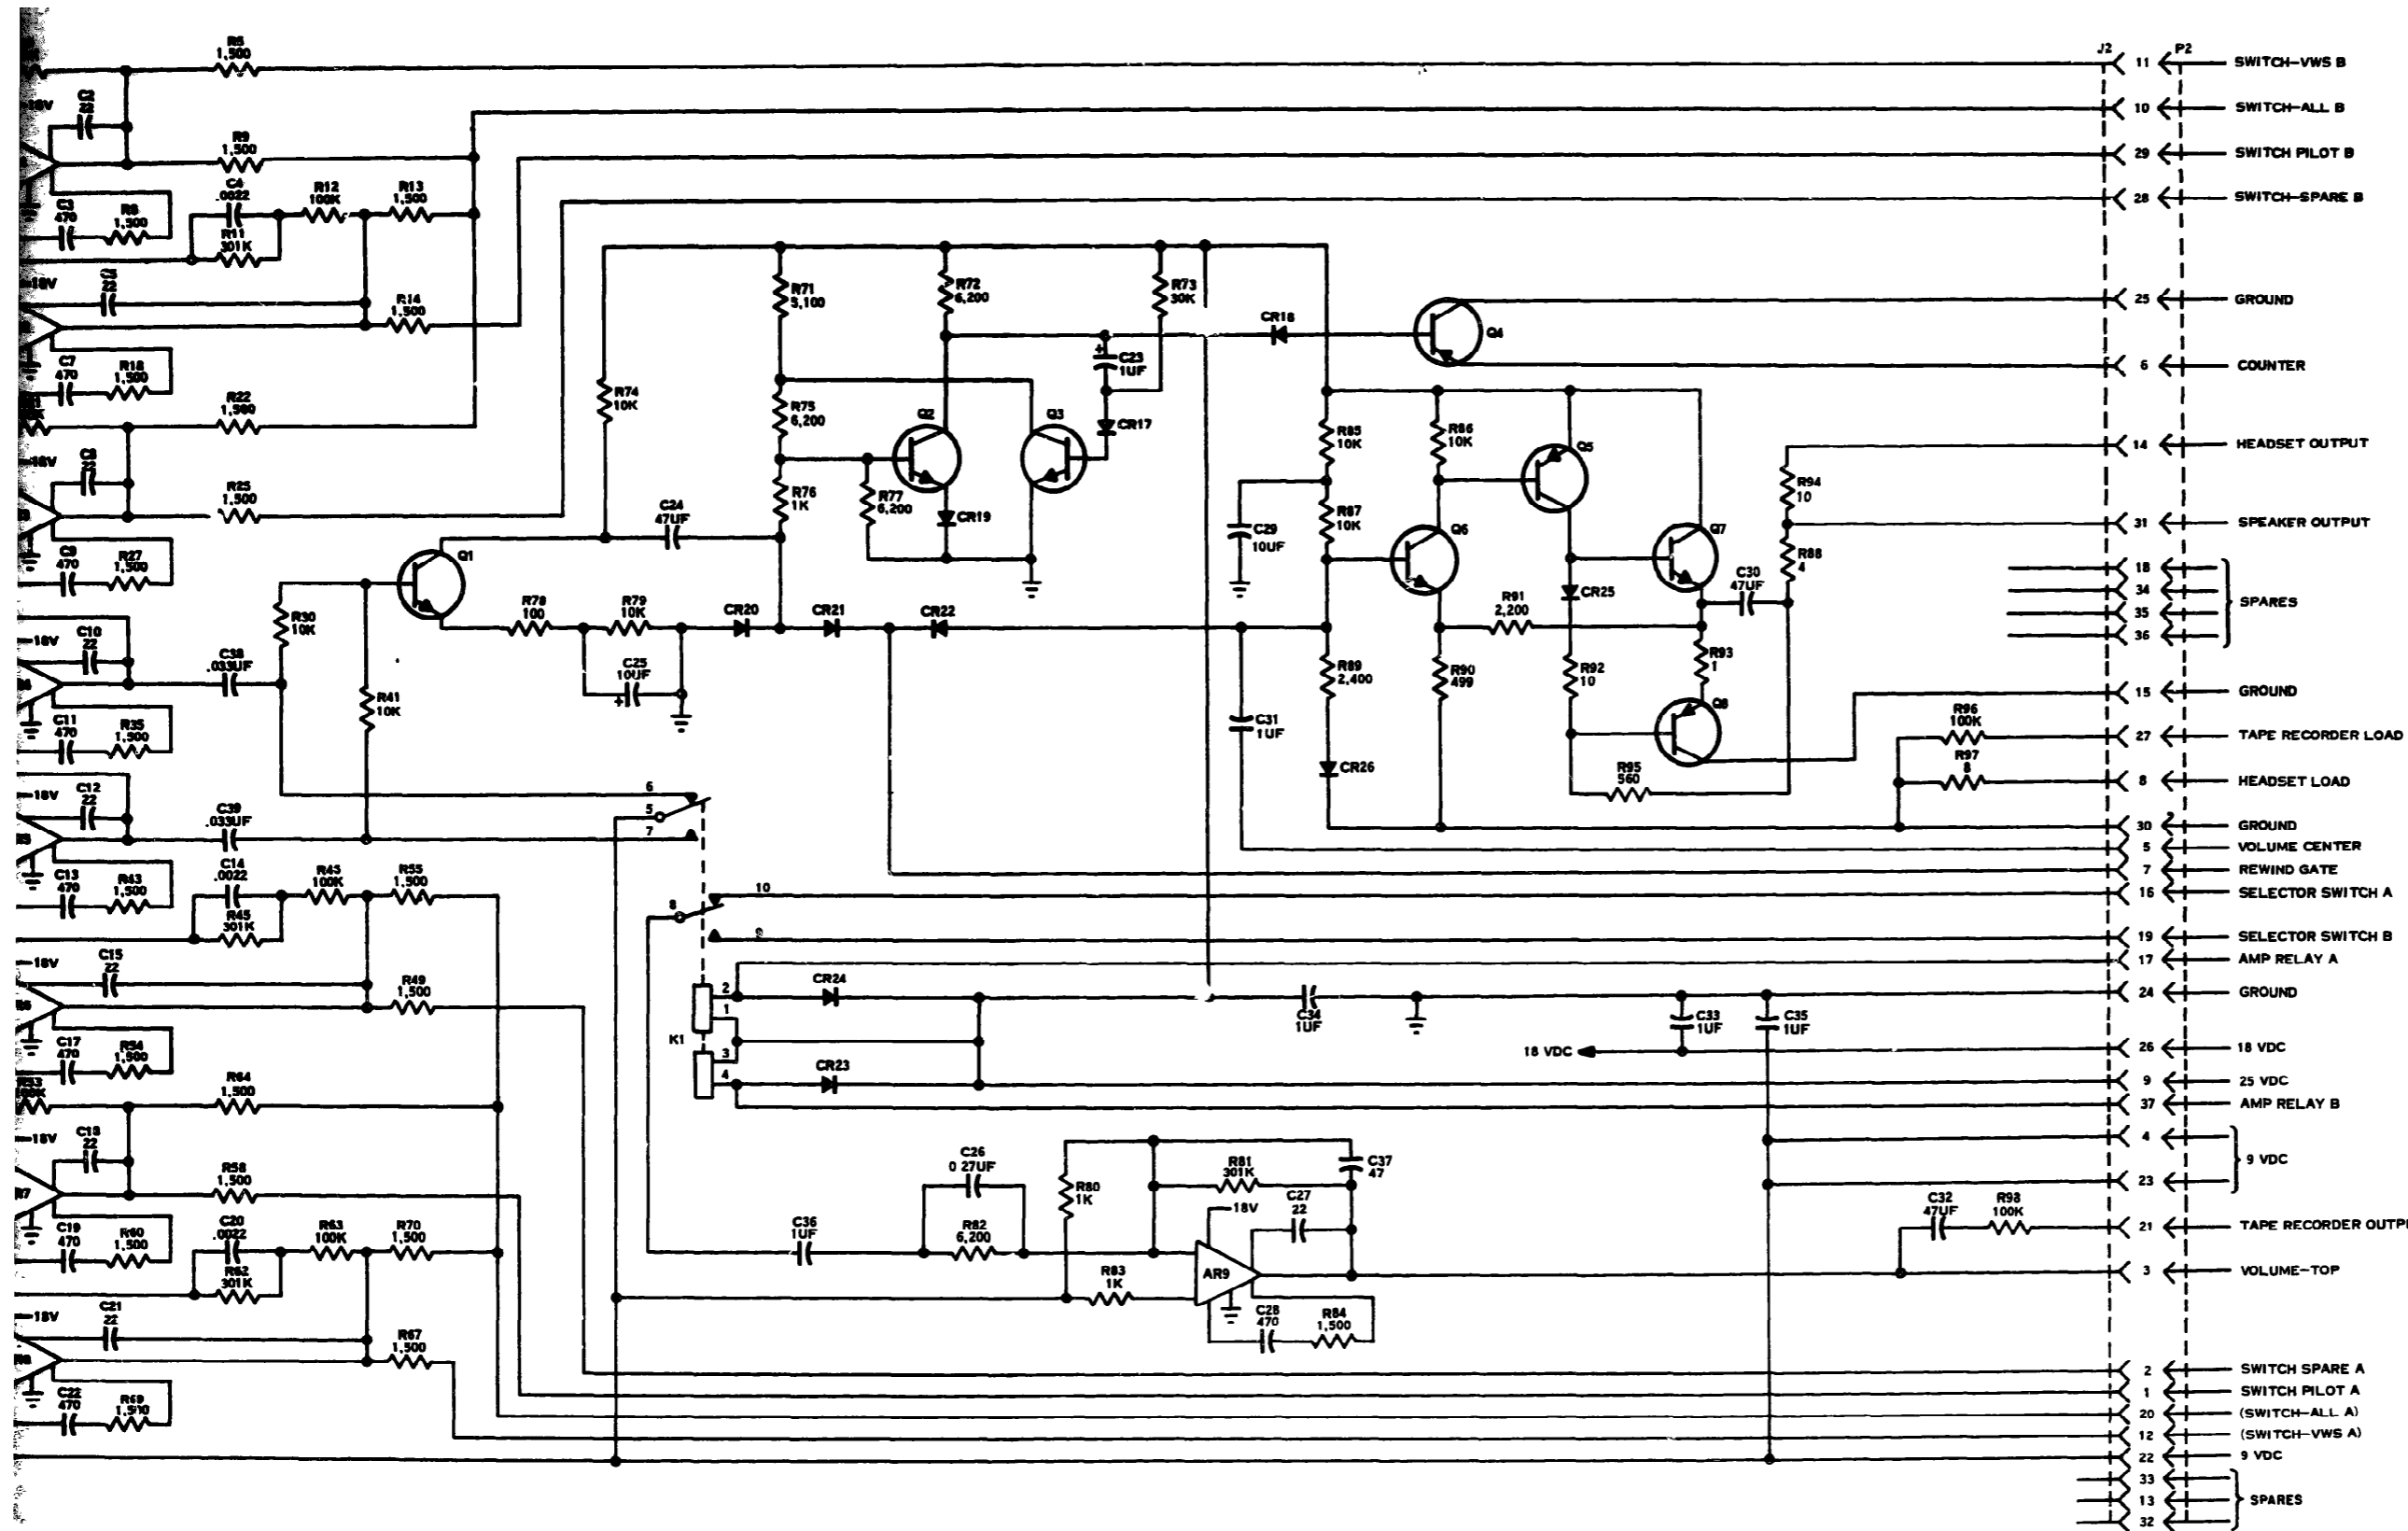 J2 P2
R5
1,500
11 SWITCH-VWS B
-18V
C2
22
10 SWITCH-ALL B
R9
1,500
29 SWITCH PILOT B
C3
470
R8
1,500
C4
.0022
R12
100K
R13
1,500
28 SWITCH-SPARE B
R11
301K
-18V
22
R14
1,500
R71
5,100
R72
6,200
R73
30K
25 GROUND
CR18
Q4
C23
1UF
6 COUNTER
C7
470
R18
1,500
R74
10K
R75
6,200
Q2
Q3
CR17
R22
1,500
R85
10K
R86
10K
Q5
14 HEADSET OUTPUT
-18V
C8
22
R25
1,500
R94
10
R76
1K
R77
6,200
CR19
C24
47UF
R87
10K
C29
10UF
Q6
Q7
31 SPEAKER OUTPUT
R88
4
C9
470
R27
1,500
Q1
C30
47UF
18
34
35
36
SPARES
R30
10K
R78
100
R79
10K
CR20
CR21
CR22
R91
2,200
CR25
-18V
C10
22
C38
.033UF
R41
10K
C25
10UF
R89
2,400
R90
499
R92
10
R93
1
Q8
15 GROUND
C11
470
R35
1,500
C31
1UF
R96
100K
27 TAPE RECORDER LOAD
CR26
R95
560
R97
8
8 HEADSET LOAD
-18V
C12
22
C39
.033UF
6
5
7
30 GROUND
5 VOLUME CENTER
C13
470
R43
1,500
C14
.0022
R45
301K
100K
R55
1,500
7 REWIND GATE
10
16 SELECTOR SWITCH A
8
9
19 SELECTOR SWITCH B
-18V
C15
22
R49
1,500
17 AMP RELAY A
2
1
CR24
C34
1UF
24 GROUND
C33
1UF
C35
1UF
C17
470
R54
1,500
K1
3
4
18 VDC
26 18 VDC
R53
R64
1,500
CR23
9 25 VDC
37 AMP RELAY B
-18V
C18
22
4
23
9 VDC
R58
1,500
C26
0 27UF
R80
1K
R81
301K
C37
47
C27
22
-18V
C19
470
R60
1,500
C20
.0022
R62
301K
R63
100K
R70
1,500
C36
1UF
R82
6,200
C32
47UF
R98
100K
21 TAPE RECORDER OUTP
R83
1K
AR9
3 VOLUME-TOP
-18V
C21
22
R67
1,500
C28
470
R84
1,500
C22
470
R69
1,500
2 SWITCH SPARE A
1 SWITCH PILOT A
20 (SWITCH-ALL A)
12 (SWITCH-VWS A)
22 9 VDC
33
13
32
SPARES